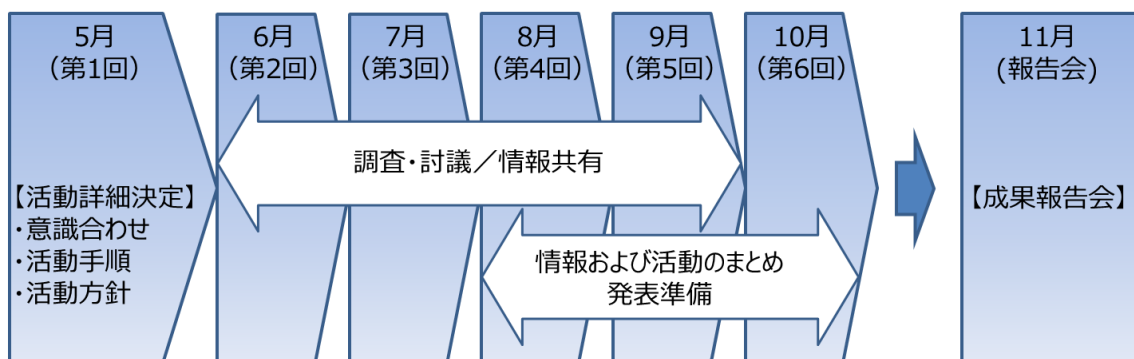 5月
(第1回)
6月
(第2回)
7月
(第3回)
8月
(第4回)
9月
(第5回)
10月
(第6回)
11月
(報告会)
調査・討議／情報共有
【活動詳細決定】
・意識合わせ
・活動手順
・活動方針
【成果報告会】
情報および活動のまとめ
発表準備